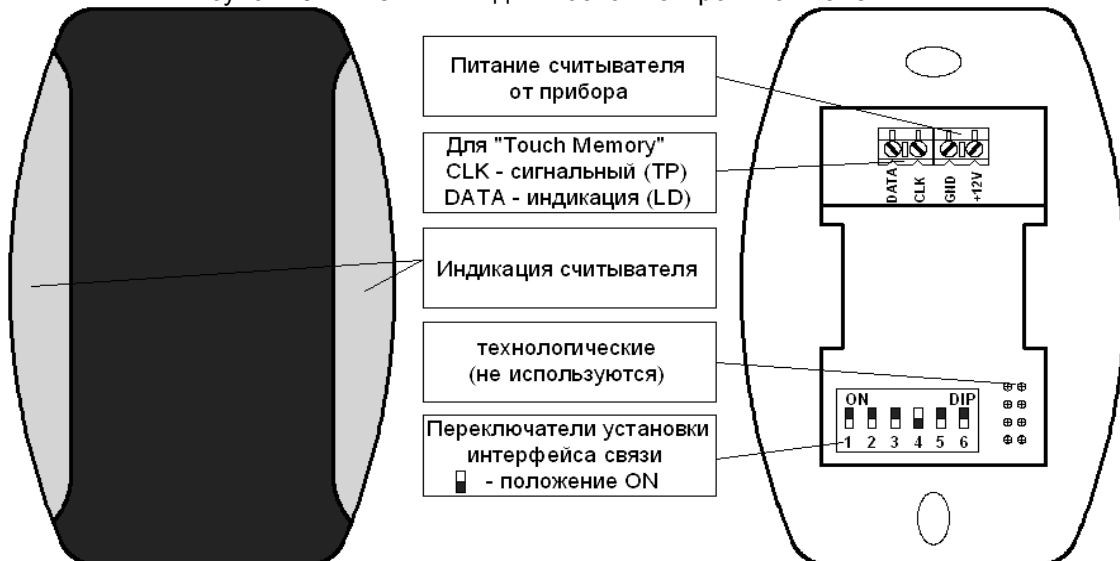 Питание считывателя
от прибора
Для "Touch Memory"
CLK - сигнальный (TP)
DATA - индикация (LD)
Индикация считывателя
технологические
(не используются)
Переключатели установки
интерфейса связи
- положение ON
DATA
CLK
GND
+12V
ON DIP
1 2 3 4 5 6